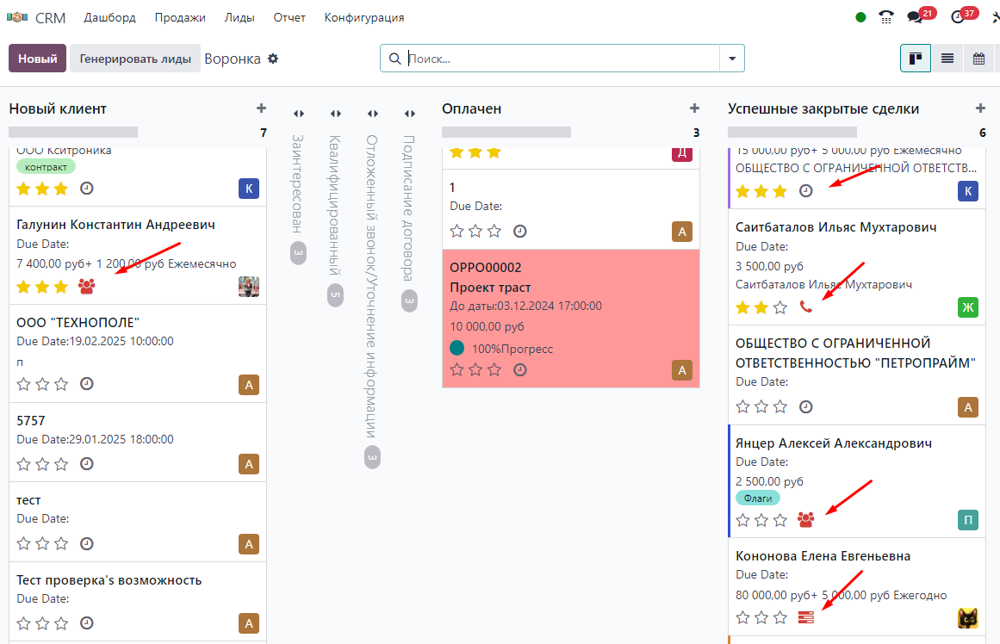 CRM Дашборд Продажи Лиды Отчет Конфигурация 21 37
Новый Генерировать лиды Воронка Поиск...
Новый клиент
7
ООО Кситроника
контракт
К
Галунин Константин Андреевич
Due Date:
7 400,00 руб+ 1 200,00 руб Ежемесячно
ООО "ТЕХНОПОЛЕ"
Due Date:19.02.2025 10:00:00
п
А
5757
Due Date:29.01.2025 18:00:00
А
тест
Due Date:
А
Тест проверка's возможность
Due Date:
А
Заинтересован
3
Квалифицированный
5
Отложенный звонок/Уточнение информации
3
Подписание договора
3
Оплачен
3
Д
1
Due Date:
А
OPPO00002
Проект траст
До даты:03.12.2024 17:00:00
10 000,00 руб
100%Прогресс
А
Успешные закрытые сделки
6
15 000,00 руб+ 5 000,00 руб Ежемесячно
ОБЩЕСТВО С ОГРАНИЧЕННОЙ ОТВЕТСТВ...
К
Саитбаталов Ильяс Мухтарович
Due Date:
3 500,00 руб
Саитбаталов Ильяс Мухтарович
Ж
ОБЩЕСТВО С ОГРАНИЧЕННОЙ
ОТВЕТСТВЕННОСТЬЮ "ПЕТРОПРАЙМ"
Due Date:
А
Янцер Алексей Александрович
Due Date:
2 500,00 руб
Флаги
П
Кононова Елена Евгеньевна
Due Date:
80 000,00 руб+ 5 000,00 руб Ежегодно